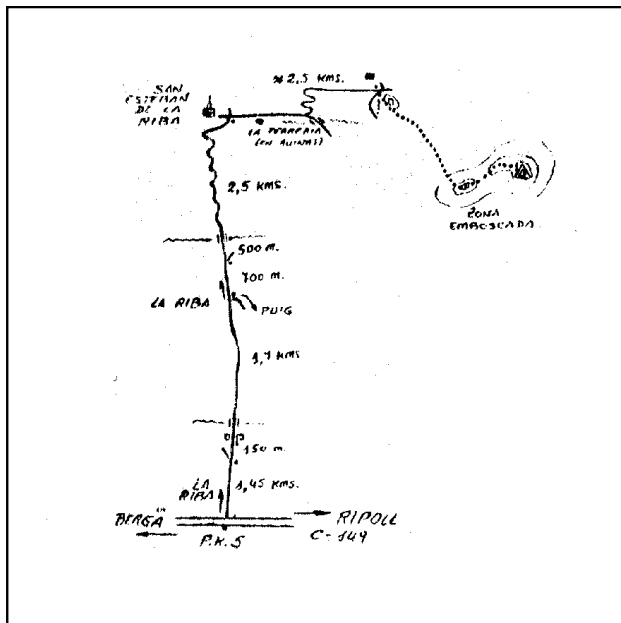 ≈ 2,5 KMS.
SAN
ESTEBAN
DE LA
RIBA
LA FERRERIA
(EN RUINAS)
2,5 KMS.
ZONA
EMBOSCADA
500 m.
700 m.
LA RIBA
PUIG
1,7 KMS
150 m.
LA
RIBA
1,45 KMS.
BERGA
RIPOLL
P.K.5
C-149